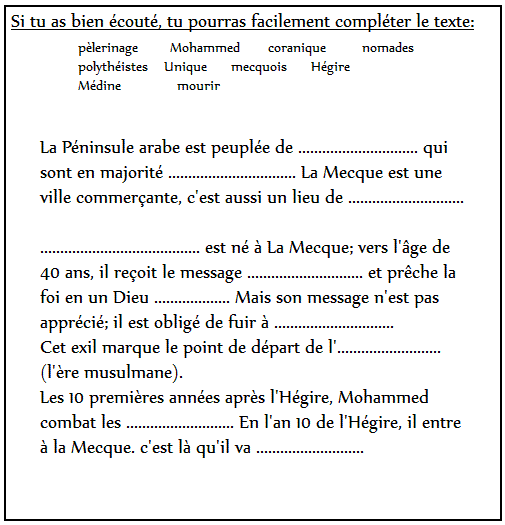 Si tu as bien écouté, tu pourras facilement compléter le texte:
pèlerinage Mohammed coranique nomades
polythéistes Unique mecquois Hégire
Médine mourir
La Péninsule arabe est peuplée de .............................. qui
sont en majorité ................................ La Mecque est une
ville commerçante, c'est aussi un lieu de .............................
........................................ est né à La Mecque; vers l'âge de
40 ans, il reçoit le message ............................. et prêche la
foi en un Dieu ................... Mais son message n'est pas
apprécié; il est obligé de fuir à ..............................
Cet exil marque le point de départ de l'..........................
(l'ère musulmane).
Les 10 premières années après l'Hégire, Mohammed
combat les ........................... En l'an 10 de l'Hégire, il entre
à la Mecque. c'est là qu'il va ...........................